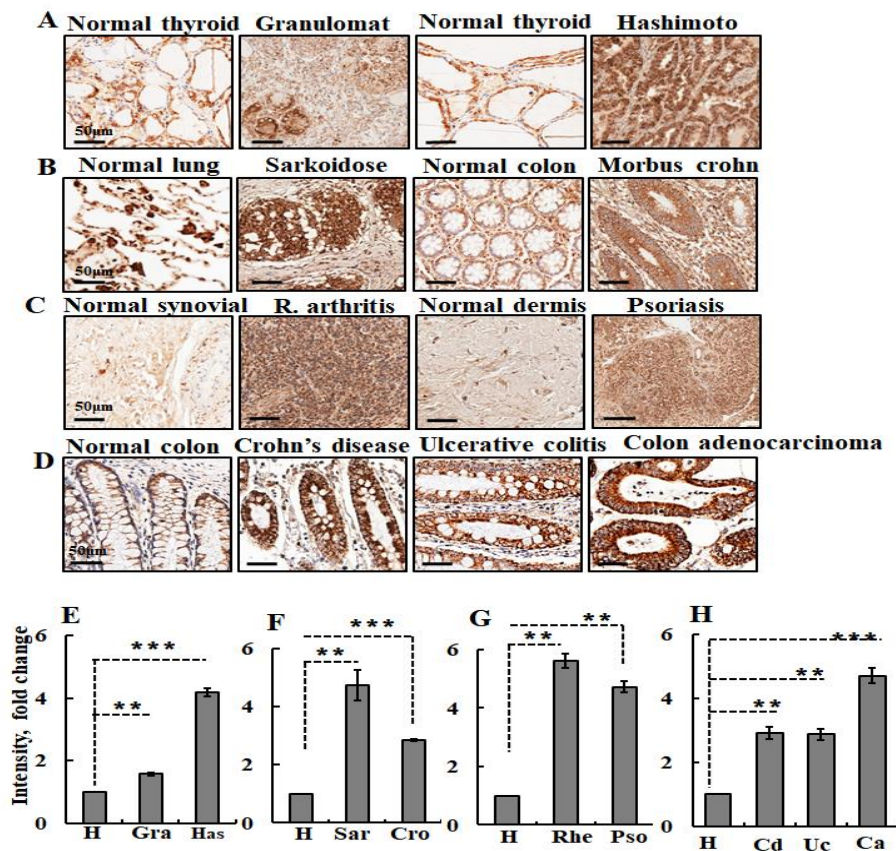 A Normal thyroid Granulomat Normal thyroid Hashimoto
50µm
B Normal lung Sarkoidose Normal colon Morbus crohn
50µm
C Normal synovial R. arthritis Normal dermis Psoriasis
50µm
D Normal colon Crohn's disease Ulcerative colitis Colon adenocarcinoma
50µm
E F G H
Intensity, fold change
6
4
2
0
***
**
H Gra Has
6
4
2
0
***
**
H Sar Cro
6
4
2
0
**
**
H Rhe Pso
6
4
2
0
***
**
**
H Cd Uc Ca